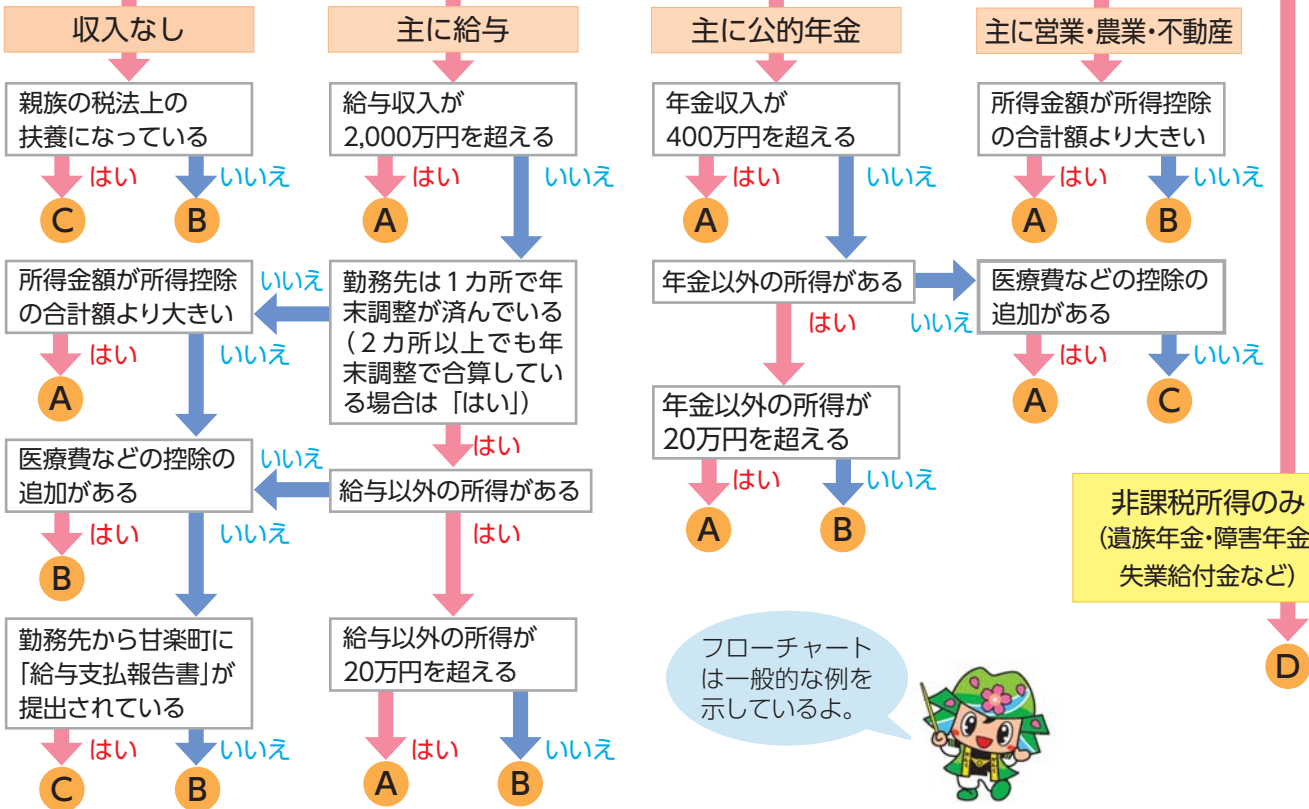 収入なし
親族の税法上の
扶養になっている
はい
いいえ
C
B
主に給与
給与収入が
2,000万円を超える
はい
いいえ
A
勤務先は１カ所で年
末調整が済んでいる
（２カ所以上でも年
末調整で合算してい
る場合は「はい」）
いいえ
はい
所得金額が所得控除
の合計額より大きい
はい
いいえ
A
給与以外の所得がある
いいえ
はい
医療費などの控除の
追加がある
はい
いいえ
B
勤務先から甘楽町に
「給与支払報告書」が
提出されている
はい
いいえ
C
B
給与以外の所得が
20万円を超える
はい
いいえ
A
B
主に公的年金
年金収入が
400万円を超える
はい
いいえ
A
年金以外の所得がある
はい
いいえ
年金以外の所得が
20万円を超える
はい
いいえ
A
B
医療費などの控除の
追加がある
はい
いいえ
A
C
主に営業・農業・不動産
所得金額が所得控除
の合計額より大きい
はい
いいえ
A
B
非課税所得のみ
（遺族年金・障害年金
失業給付金など）
D
フローチャート
は一般的な例を
示しているよ。